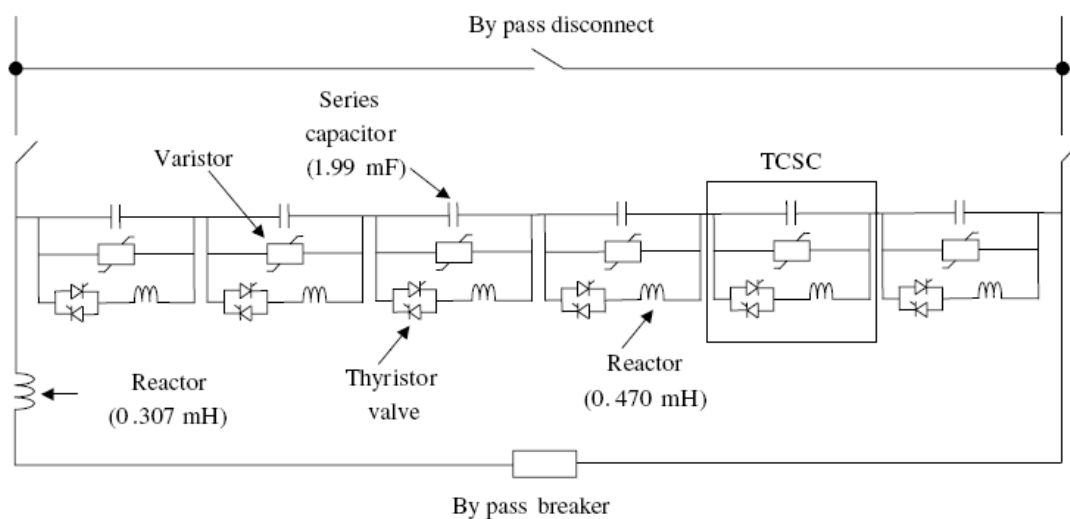 By pass disconnect
Series
capacitor
(1.99 mF)
Varistor
TCSC
Reactor
(0.307 mH)
Thyristor
valve
Reactor
(0.470 mH)
By pass breaker